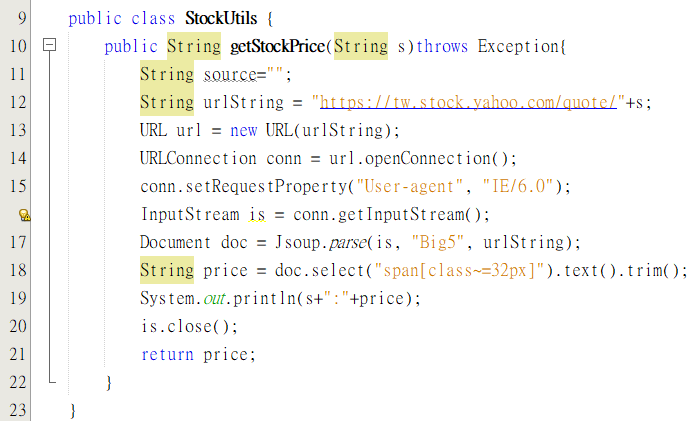 9 public class StockUtils {
10 public String getStockPrice(String s)throws Exception{
11 String source="";
12 String urlString = "https://tw.stock.yahoo.com/quote/"+s;
13 URL url = new URL(urlString);
14 URLConnection conn = url.openConnection();
15 conn.setRequestProperty("User-agent", "IE/6.0");
InputStream is = conn.getInputStream();
17 Document doc = Jsoup.parse(is, "Big5", urlString);
18 String price = doc.select("span[class~=32px]").text().trim();
19 System.out.println(s+":"+price);
20 is.close();
21 return price;
22 }
23 }